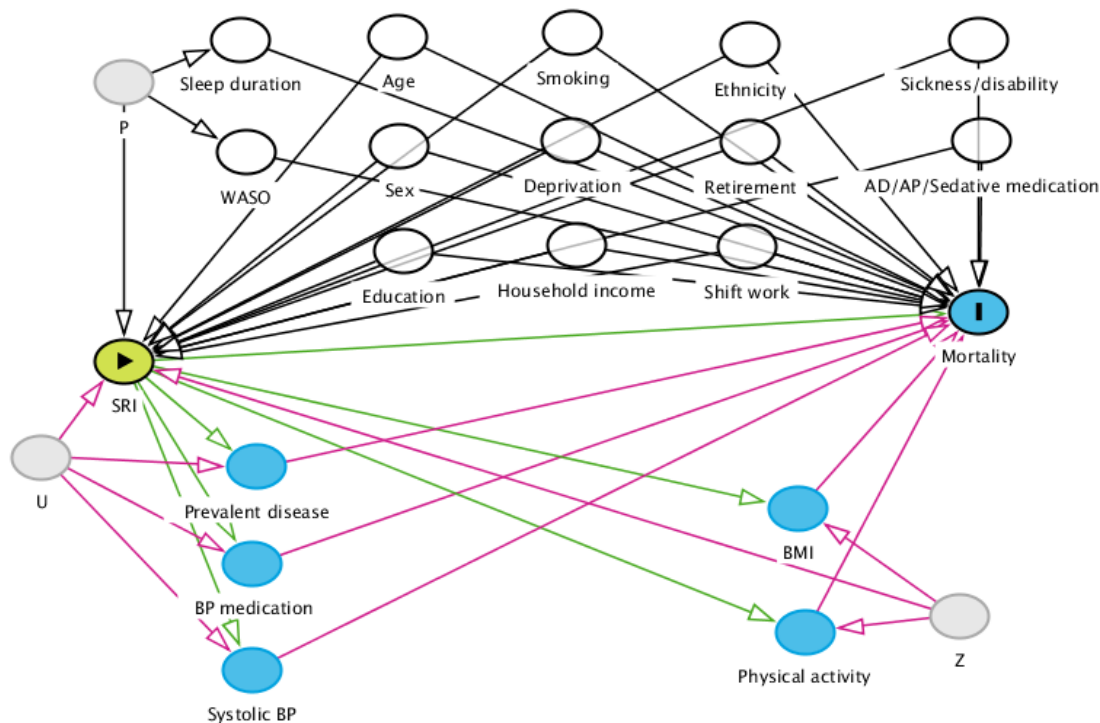 Sleep duration
Age
Smoking
Ethnicity
Sickness/disability
P
WASO
Sex
Deprivation
Retirement
AD/AP/Sedative medication
Education
Household income
Shift work
Mortality
SRI
U
Prevalent disease
BMI
BP medication
Z
Physical activity
Systolic BP